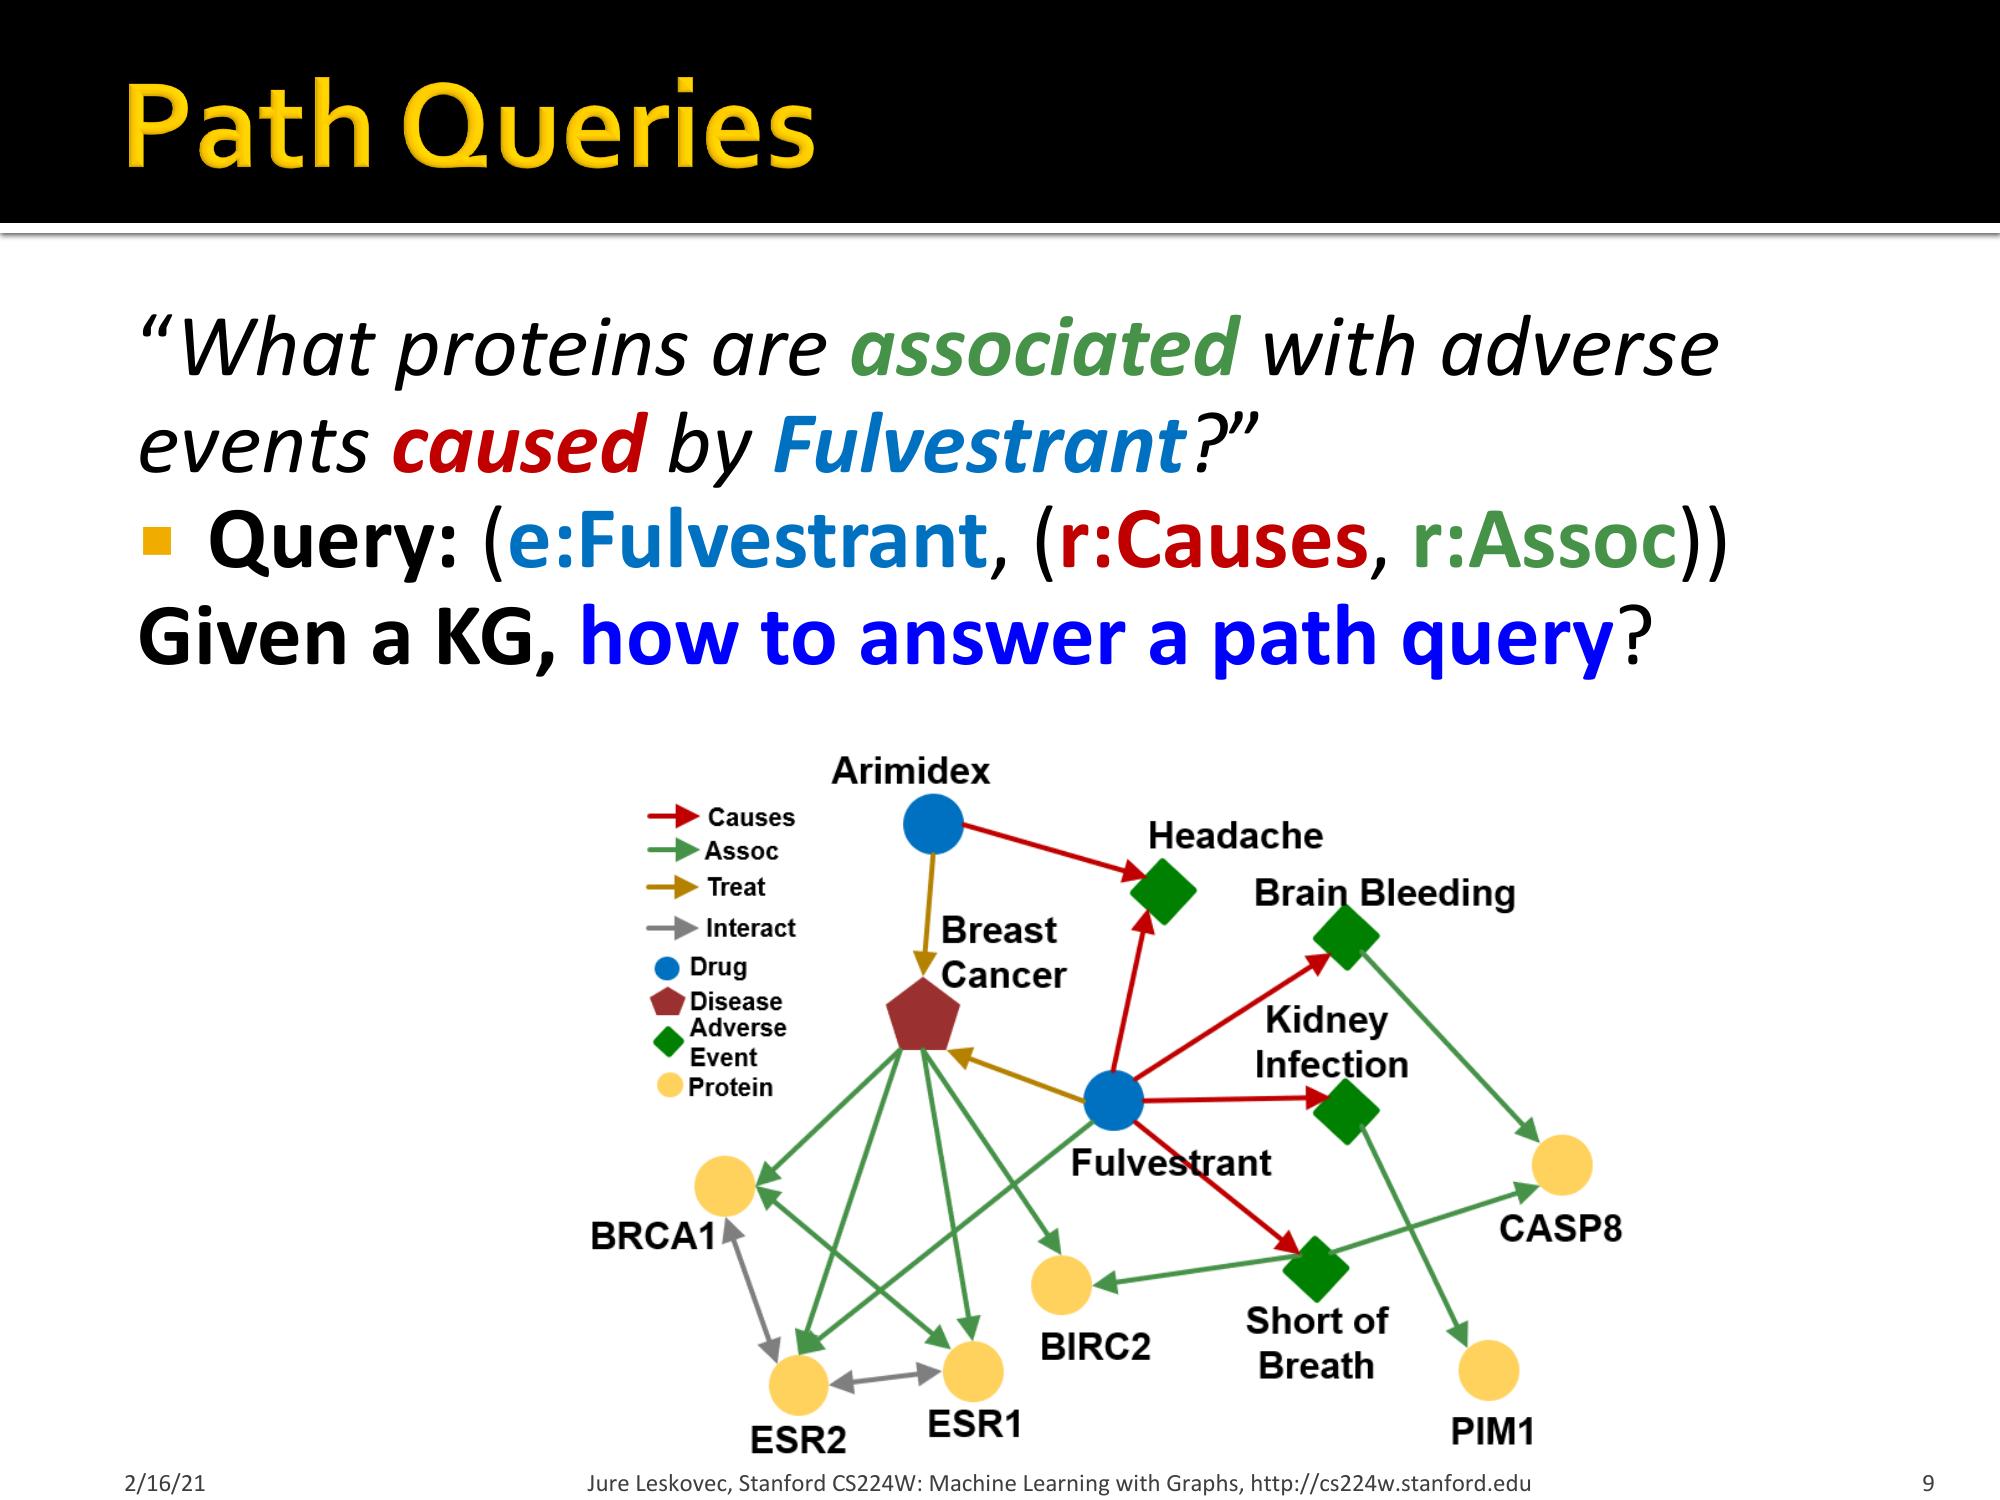 Path Queries
“What proteins are associated with adverse
events caused by Fulvestrant?”
▪ Query: (e:Fulvestrant, (r:Causes, r:Assoc))
Given a KG, how to answer a path query?
Arimidex
Causes
Assoc
Treat
Interact
Drug
Disease
Adverse
Event
Protein
Headache
Brain Bleeding
Breast
Cancer
Kidney
Infection
Fulvestrant
BRCA1
CASP8
BIRC2
Short of
Breath
ESR2
ESR1
PIM1
2/16/21
Jure Leskovec, Stanford CS224W: Machine Learning with Graphs, http://cs224w.stanford.edu
9